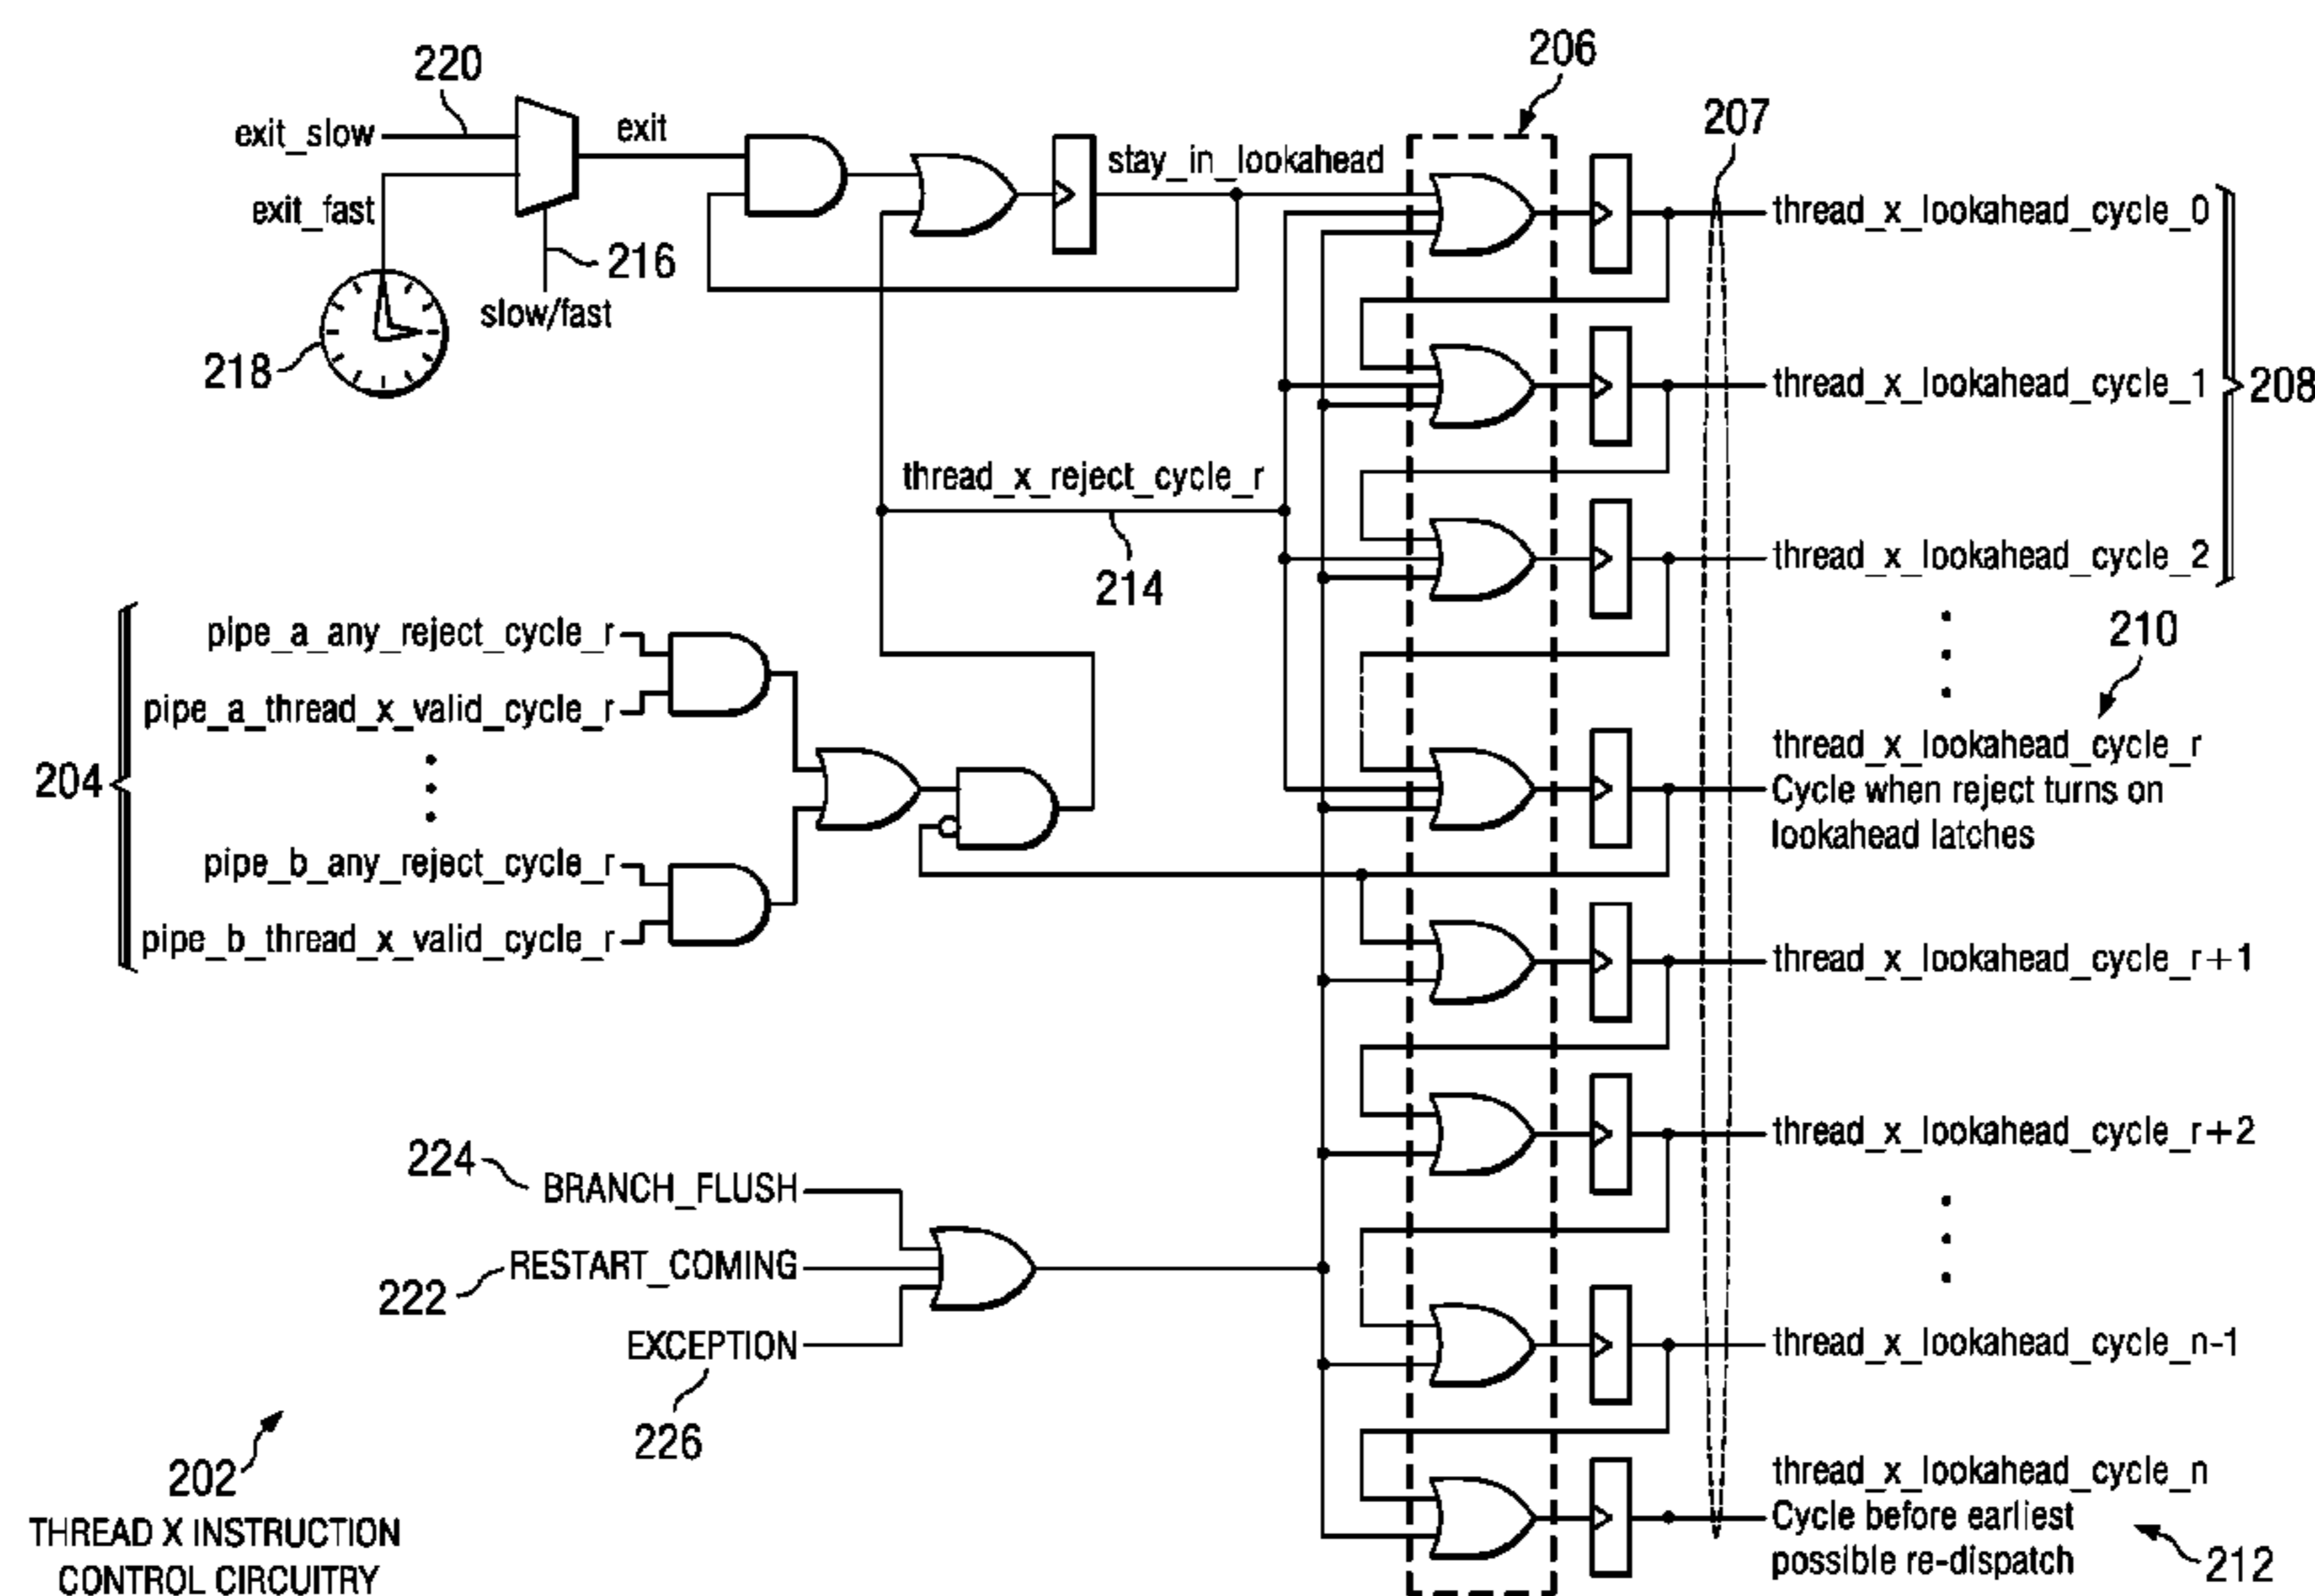 206
220
207
exit_slow
exit
stay_in_lookahead
thread_x_lookahead_cycle_0
exit_fast
216
slow/fast
218
thread_x_lookahead_cycle_1
208
thread_x_reject_cycle_r
214
thread_x_lookahead_cycle_2
210
204
pipe_a_any_reject_cycle_r
pipe_a_thread_x_valid_cycle_r
pipe_b_any_reject_cycle_r
pipe_b_thread_x_valid_cycle_r
thread_x_lookahead_cycle_r
Cycle when reject turns on
lookahead latches
thread_x_lookahead_cycle_r+1
thread_x_lookahead_cycle_r+2
224
BRANCH_FLUSH
222
RESTART_COMING
EXCEPTION
226
thread_x_lookahead_cycle_n-1
thread_x_lookahead_cycle_n
Cycle before earliest
possible re-dispatch
212
202
THREAD X INSTRUCTION
CONTROL CIRCUITRY